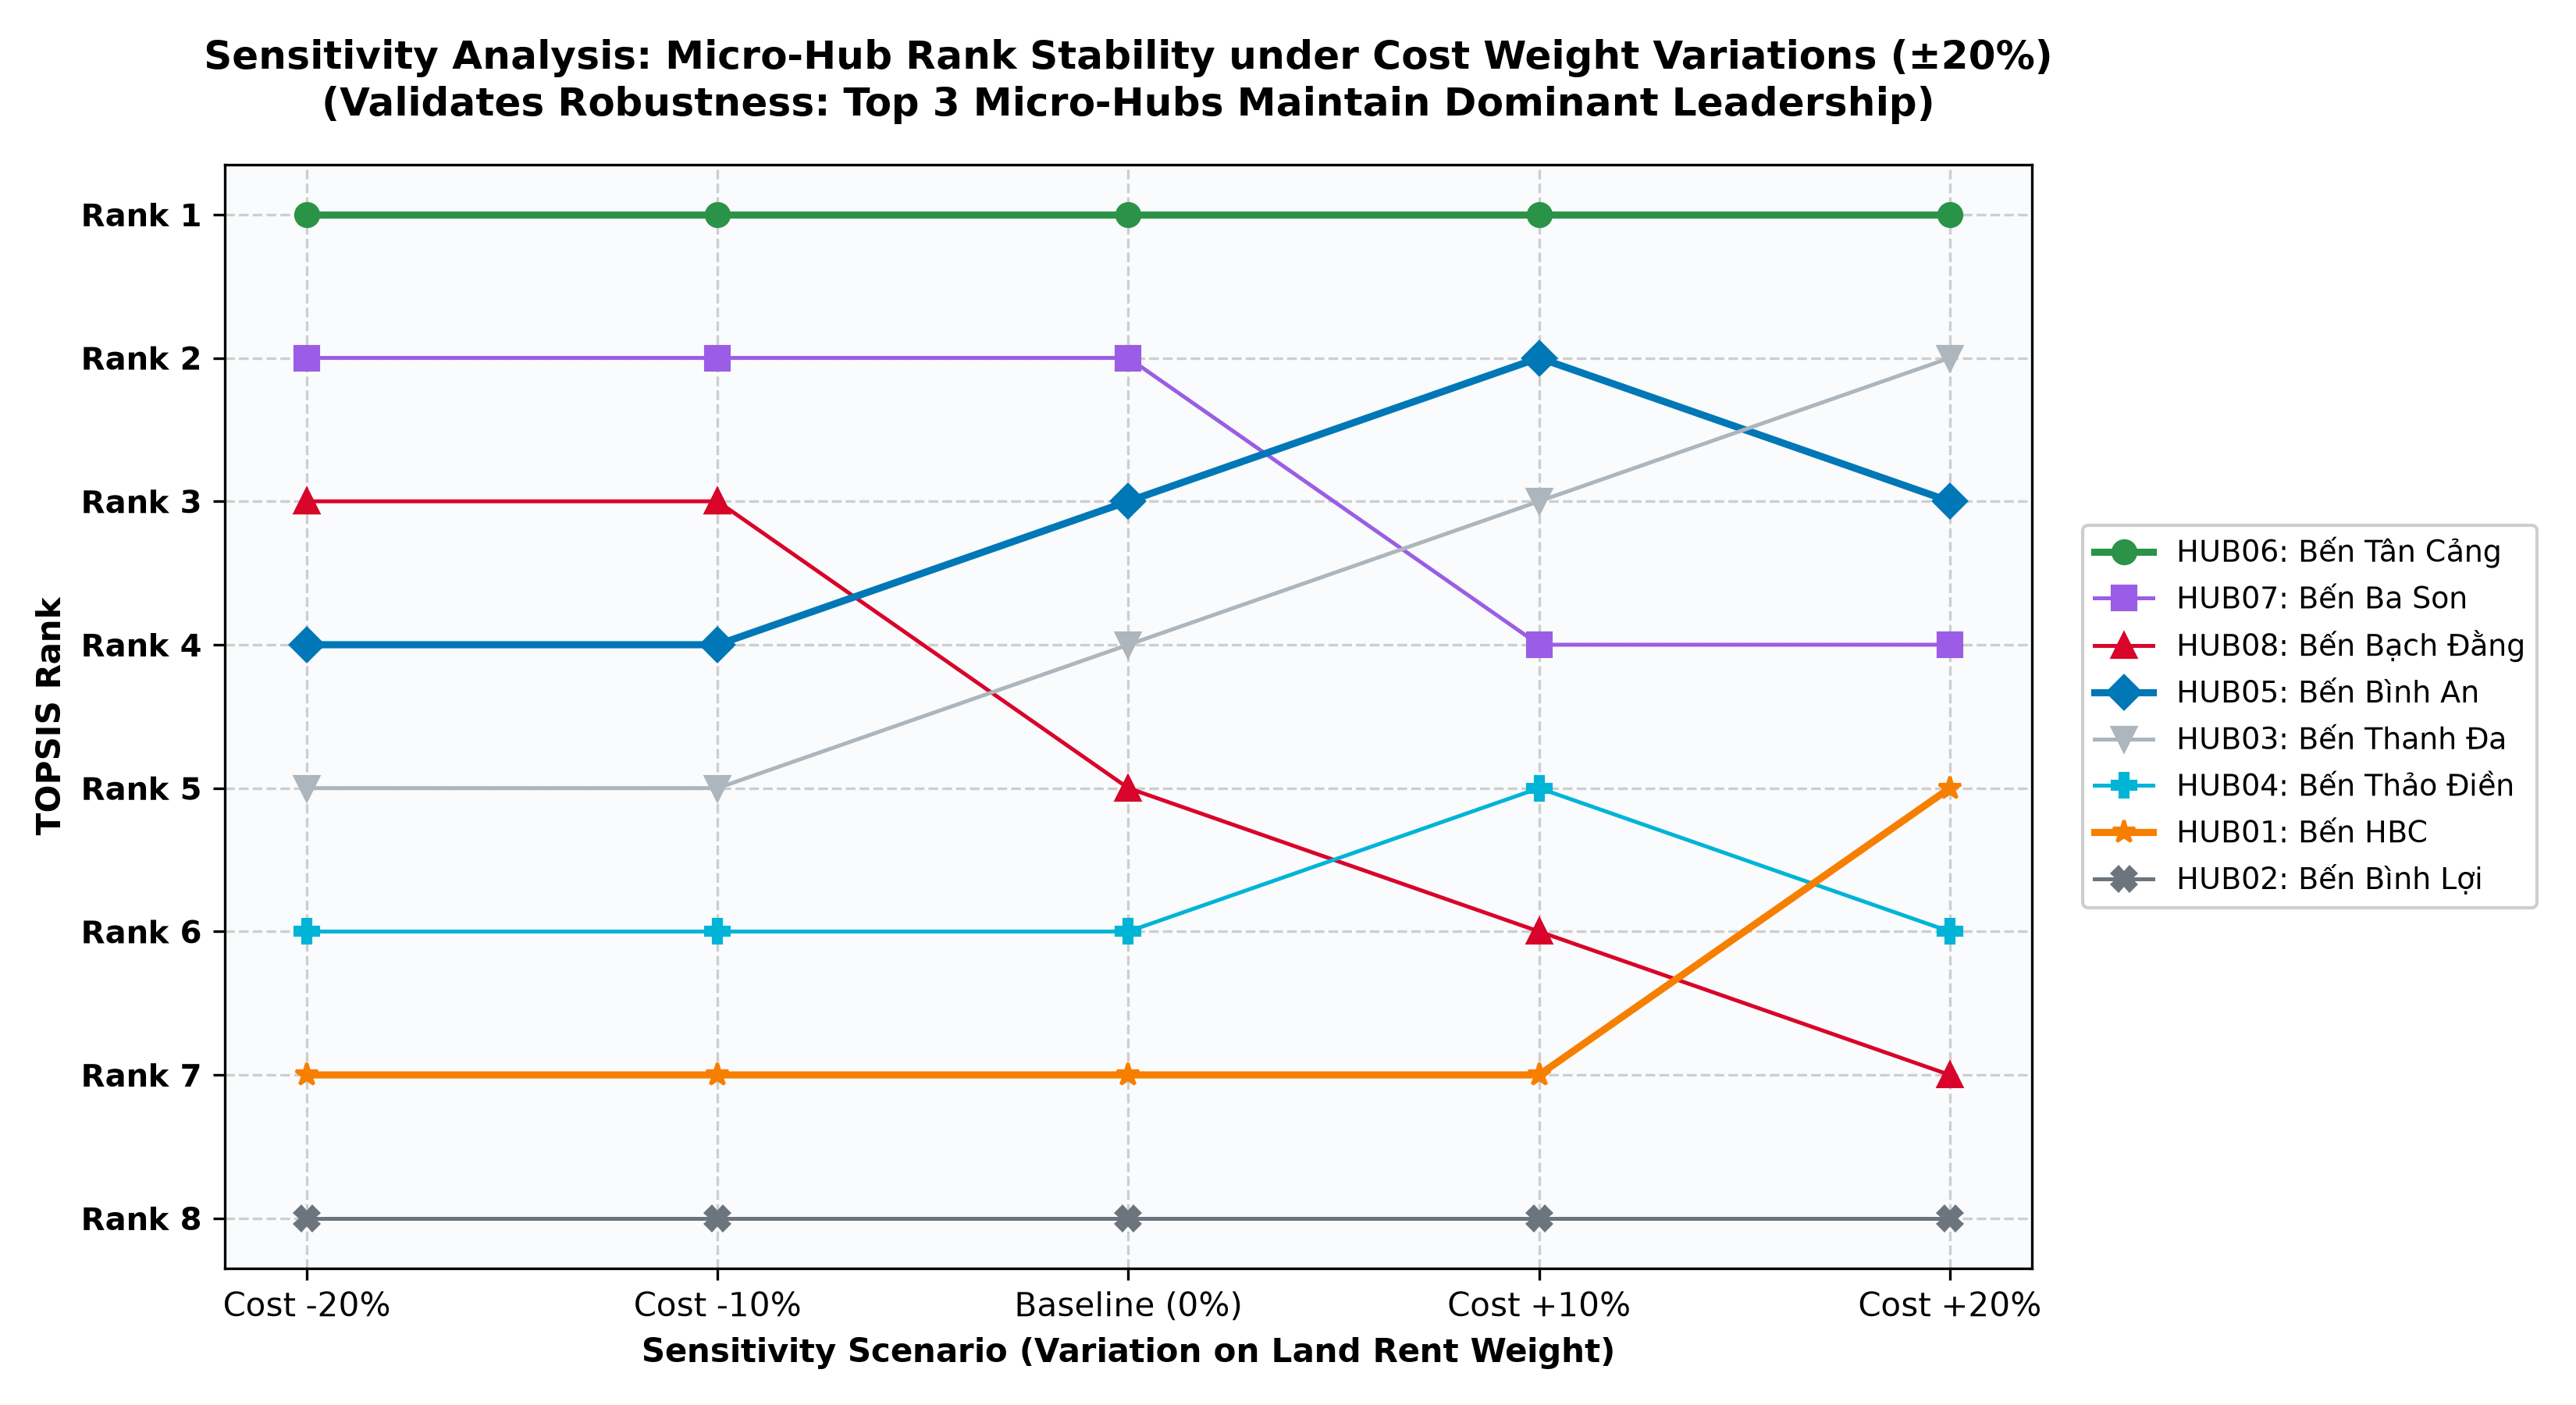 Sensitivity Analysis: Micro-Hub Rank Stability under Cost Weight Variations (±20%)
(Validates Robustness: Top 3 Micro-Hubs Maintain Dominant Leadership)
TOPSIS Rank
Rank 1
Rank 2
Rank 3
Rank 4
Rank 5
Rank 6
Rank 7
Rank 8
Cost -20%
Cost -10%
Baseline (0%)
Cost +10%
Cost +20%
Sensitivity Scenario (Variation on Land Rent Weight)
HUB06: Bến Tân Cảng
HUB07: Bến Ba Son
HUB08: Bến Bạch Đằng
HUB05: Bến Bình An
HUB03: Bến Thanh Đa
HUB04: Bến Thảo Điền
HUB01: Bến HBC
HUB02: Bến Bình Lợi